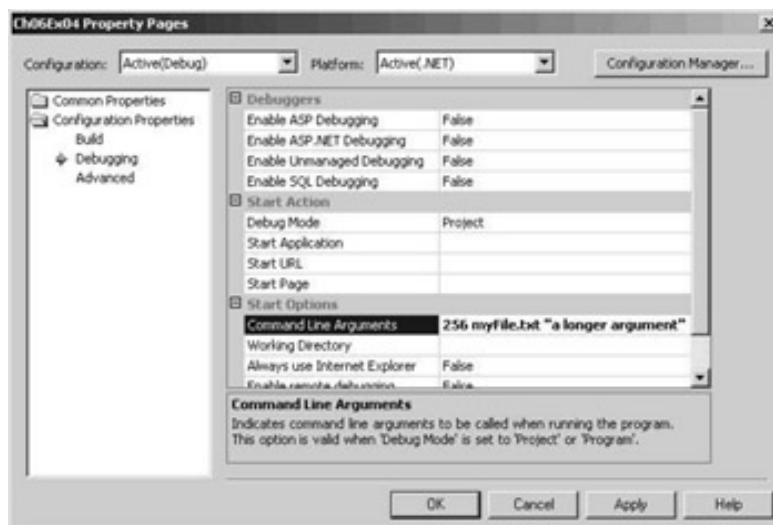 Ch06Ex04 Property Pages
Configuration: Active(Debug) Platform: Active(.NET) Configuration Manager...
Common Properties
Configuration Properties
Build
Debugging
Advanced
Debuggers
Enable ASP Debugging False
Enable ASP.NET Debugging False
Enable Unmanaged Debugging False
Enable SQL Debugging False
Start Action
Debug Mode Project
Start Application
Start URL
Start Page
Start Options
Command Line Arguments 256 myFile.txt "a longer argument"
Working Directory
Always use Internet Explorer False
Enable remote debugging False
Command Line Arguments
Indicates command line arguments to be called when running the program.
This option is valid when 'Debug Mode' is set to 'Project' or 'Program'.
OK Cancel Apply Help